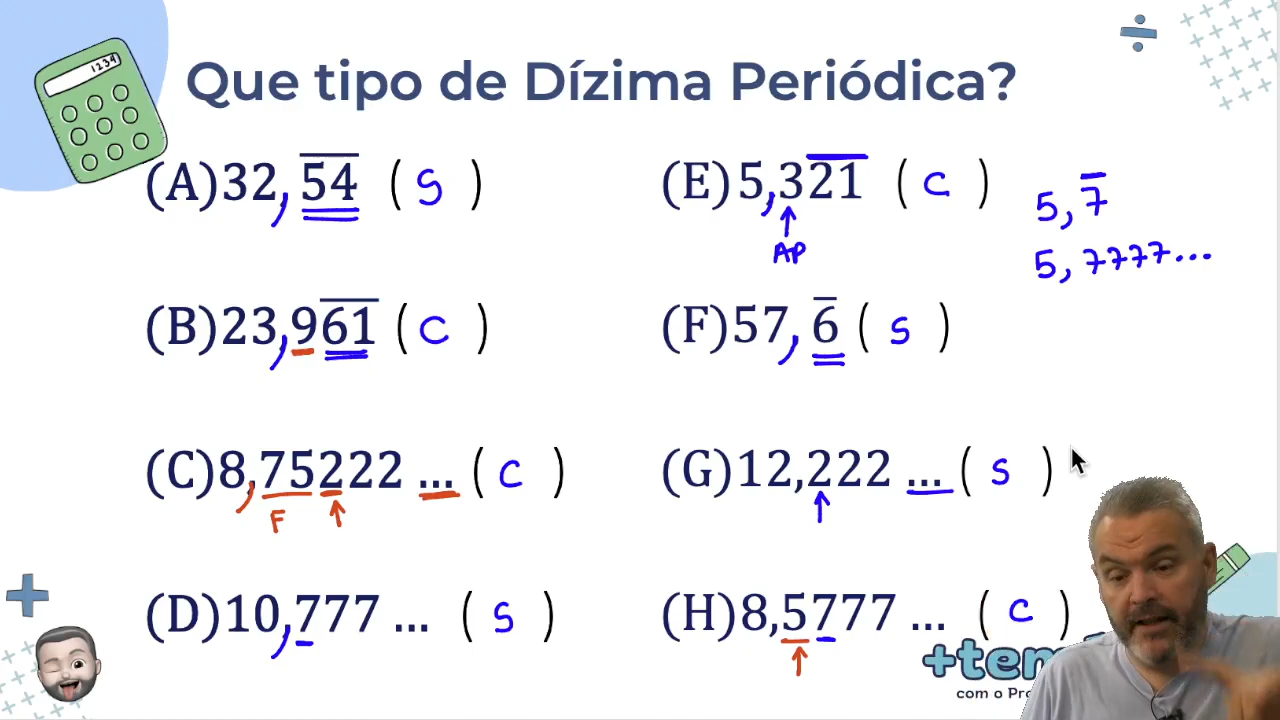 1234
Que tipo de Dízima Periódica?
(A) 32,54 ( S )
(E) 5,321 ( C )
AP
5,7
5,7777...
(B) 23,961 ( C )
(F) 57,6 ( S )
(C) 8,75222 ... ( C )
F
(G) 12,222 ... ( S )
(D) 10,777 ... ( S )
(H) 8,5777 ... ( C )
com o